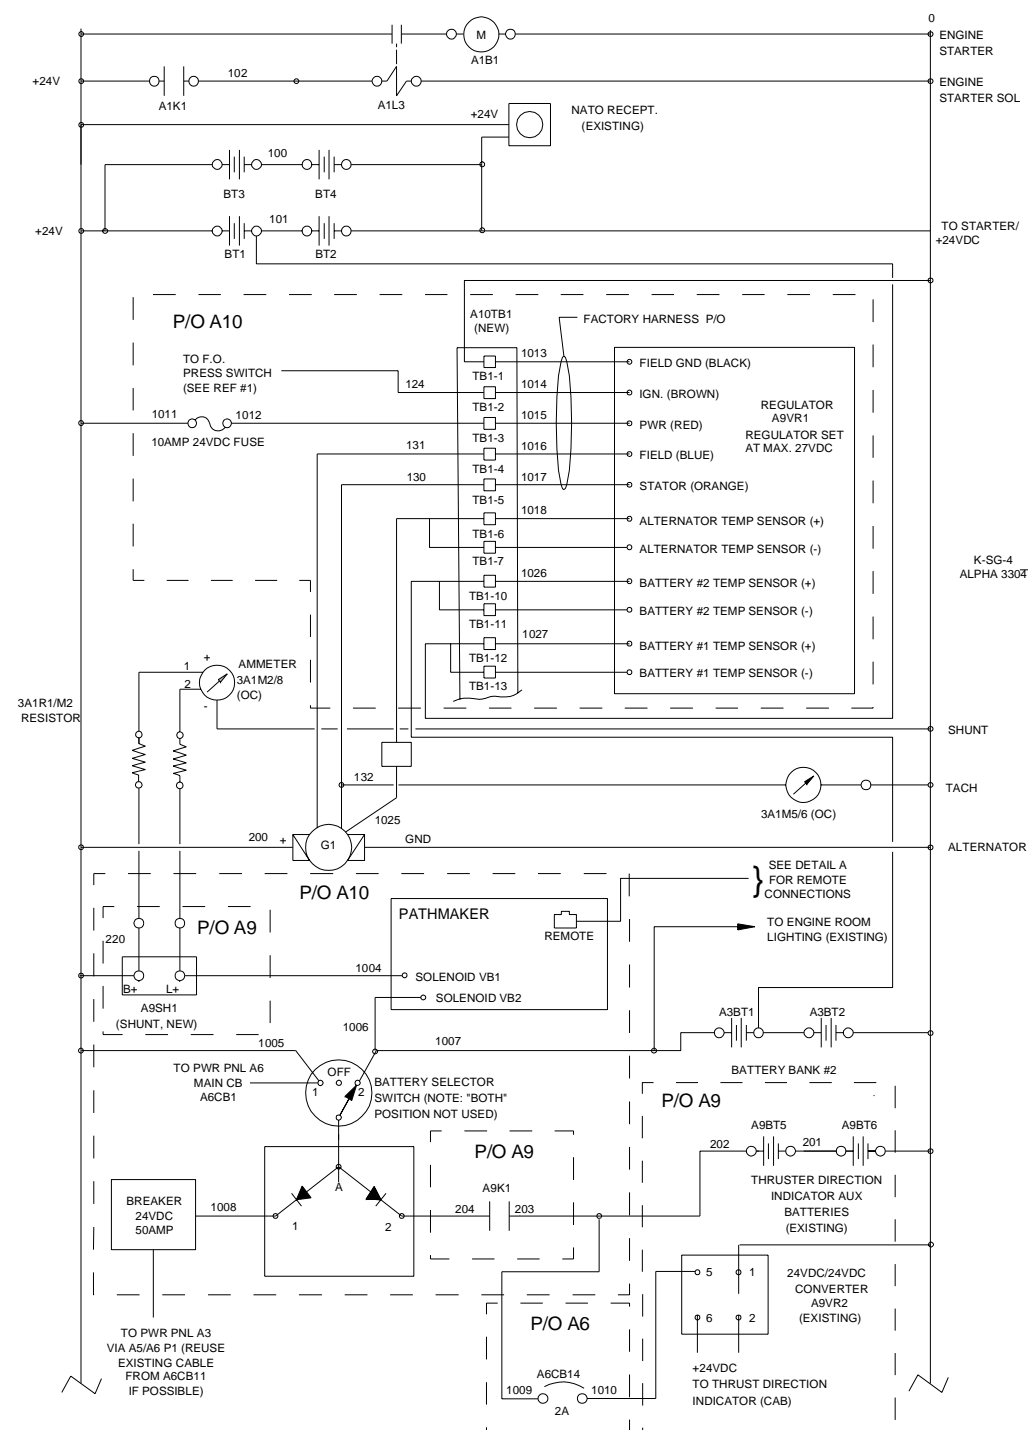 0
M
ENGINE
STARTER
A1B1
+24V
102
A1K1
A1L3
ENGINE
STARTER SOL
+24V
NATO RECEPT.
(EXISTING)
100
BT3
BT4
+24V
101
BT1
BT2
TO STARTER/
+24VDC
P/O A10
A10TB1
(NEW)
FACTORY HARNESS P/O
TO F.O.
PRESS SWITCH
(SEE REF #1)
1013
TB1-1
FIELD GND (BLACK)
124
1014
TB1-2
IGN. (BROWN)
REGULATOR
A9VR1
REGULATOR SET
AT MAX. 27VDC
1011
1012
10AMP 24VDC FUSE
1015
TB1-3
PWR (RED)
131
1016
TB1-4
FIELD (BLUE)
130
1017
TB1-5
STATOR (ORANGE)
1018
TB1-6
ALTERNATOR TEMP SENSOR (+)
TB1-7
ALTERNATOR TEMP SENSOR (-)
K-SG-4
ALPHA 3304
1026
TB1-10
BATTERY #2 TEMP SENSOR (+)
TB1-11
BATTERY #2 TEMP SENSOR (-)
1027
TB1-12
BATTERY #1 TEMP SENSOR (+)
TB1-13
BATTERY #1 TEMP SENSOR (-)
+
1
2
-
AMMETER
3A1M2/8
(OC)
3A1R1/M2
RESISTOR
SHUNT
132
3A1M5/6 (OC)
TACH
1025
200
+
G1
GND
ALTERNATOR
P/O A10
SEE DETAIL A
FOR REMOTE
CONNECTIONS
}
P/O A9
PATHMAKER
REMOTE
TO ENGINE ROOM
LIGHTING (EXISTING)
220
B+
L+
A9SH1
(SHUNT, NEW)
1004
SOLENOID VB1
SOLENOID VB2
1006
A3BT1
A3BT2
1005
1007
BATTERY BANK #2
TO PWR PNL A6
MAIN CB
A6CB1
OFF
1
2
BATTERY SELECTOR
SWITCH (NOTE: "BOTH"
POSITION NOT USED)
P/O A9
P/O A9
A9BT5
A9BT6
202
201
THRUSTER DIRECTION
INDICATOR AUX
BATTERIES
(EXISTING)
A
1
2
A9K1
204
203
BREAKER
24VDC
50AMP
1008
5
1
6
2
24VDC/24VDC
CONVERTER
A9VR2
(EXISTING)
P/O A6
TO PWR PNL A3
VIA A5/A6 P1 (REUSE
EXISTING CABLE
FROM A6CB11
IF POSSIBLE)
A6CB14
1009
1010
2A
+24VDC
TO THRUST DIRECTION
INDICATOR (CAB)